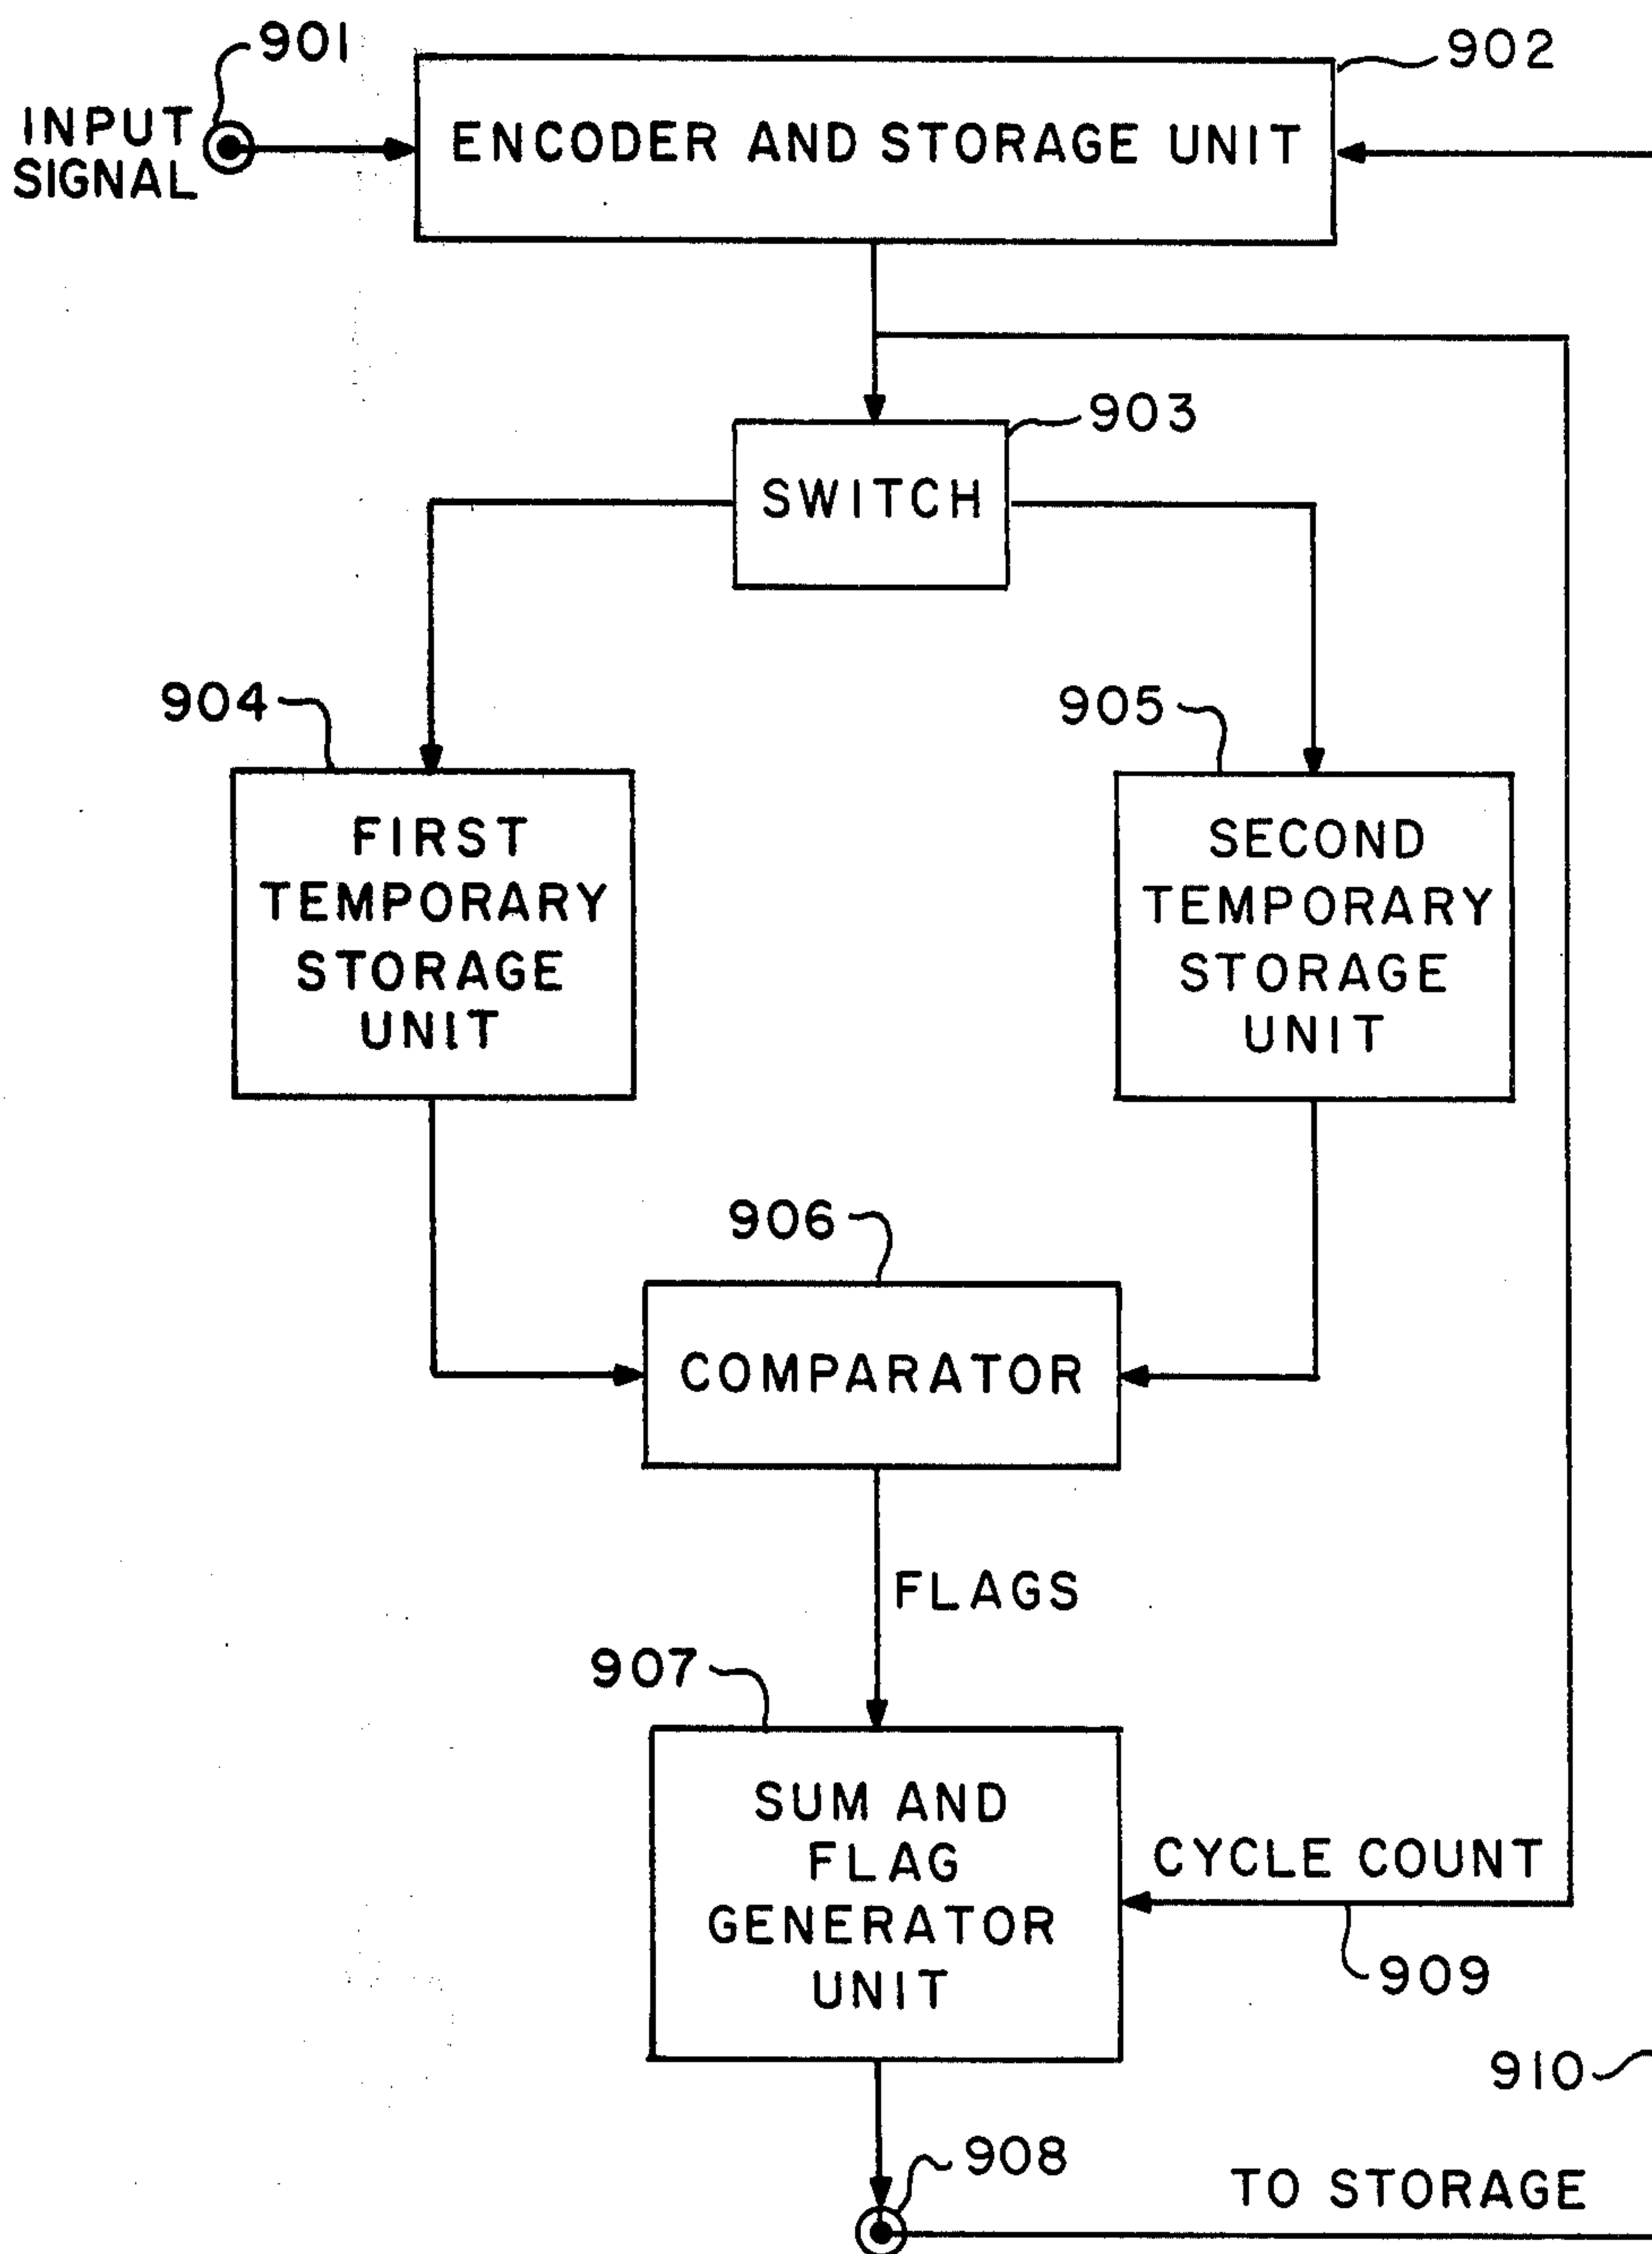 901
902
INPUT
SIGNAL
ENCODER AND STORAGE UNIT
903
SWITCH
904
905
FIRST
TEMPORARY
STORAGE
UNIT
SECOND
TEMPORARY
STORAGE
UNIT
906
COMPARATOR
FLAGS
907
SUM AND
FLAG
GENERATOR
UNIT
CYCLE COUNT
909
910
908
TO STORAGE